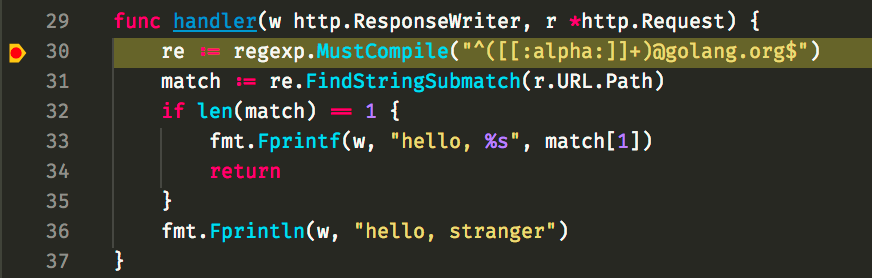 29 func handler(w http.ResponseWriter, r *http.Request) {
30     re := regexp.MustCompile("^([[:alpha:]]+)@golang.org$")
31     match := re.FindStringSubmatch(r.URL.Path)
32     if len(match) == 1 {
33         fmt.Fprintf(w, "hello, %s", match[1])
34         return
35     }
36     fmt.Fprintln(w, "hello, stranger")
37 }